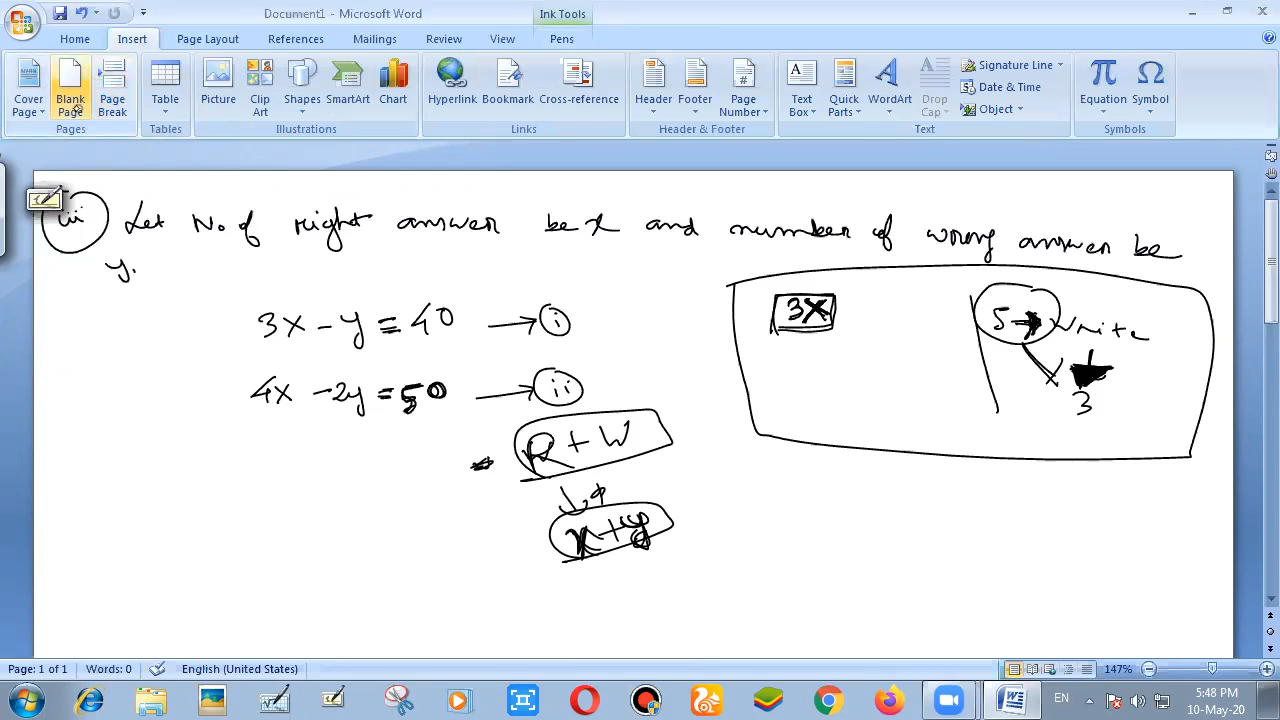 Document1 - Microsoft Word
Ink Tools
Home Insert Page Layout References Mailings Review View Pens
Cover Page
Blank Page
Page Break
Table
Picture
Clip Art
Shapes
SmartArt
Chart
Hyperlink
Bookmark
Cross-reference
Header
Footer
Page Number
Text Box
Quick Parts
WordArt
Drop Cap
Signature Line
Date & Time
Object
Equation
Symbol
Pages Tables Illustrations Links Header & Footer Text Symbols
iii Let No. of right answer be x and number of wrong answer be
y.
3x - y = 40 → i
4x - 2y = 50 → ii
R + W
x + y
3x
5 → write
3
Page: 1 of 1 Words: 0 English (United States) 147%
EN 5:48 PM
10-May-20